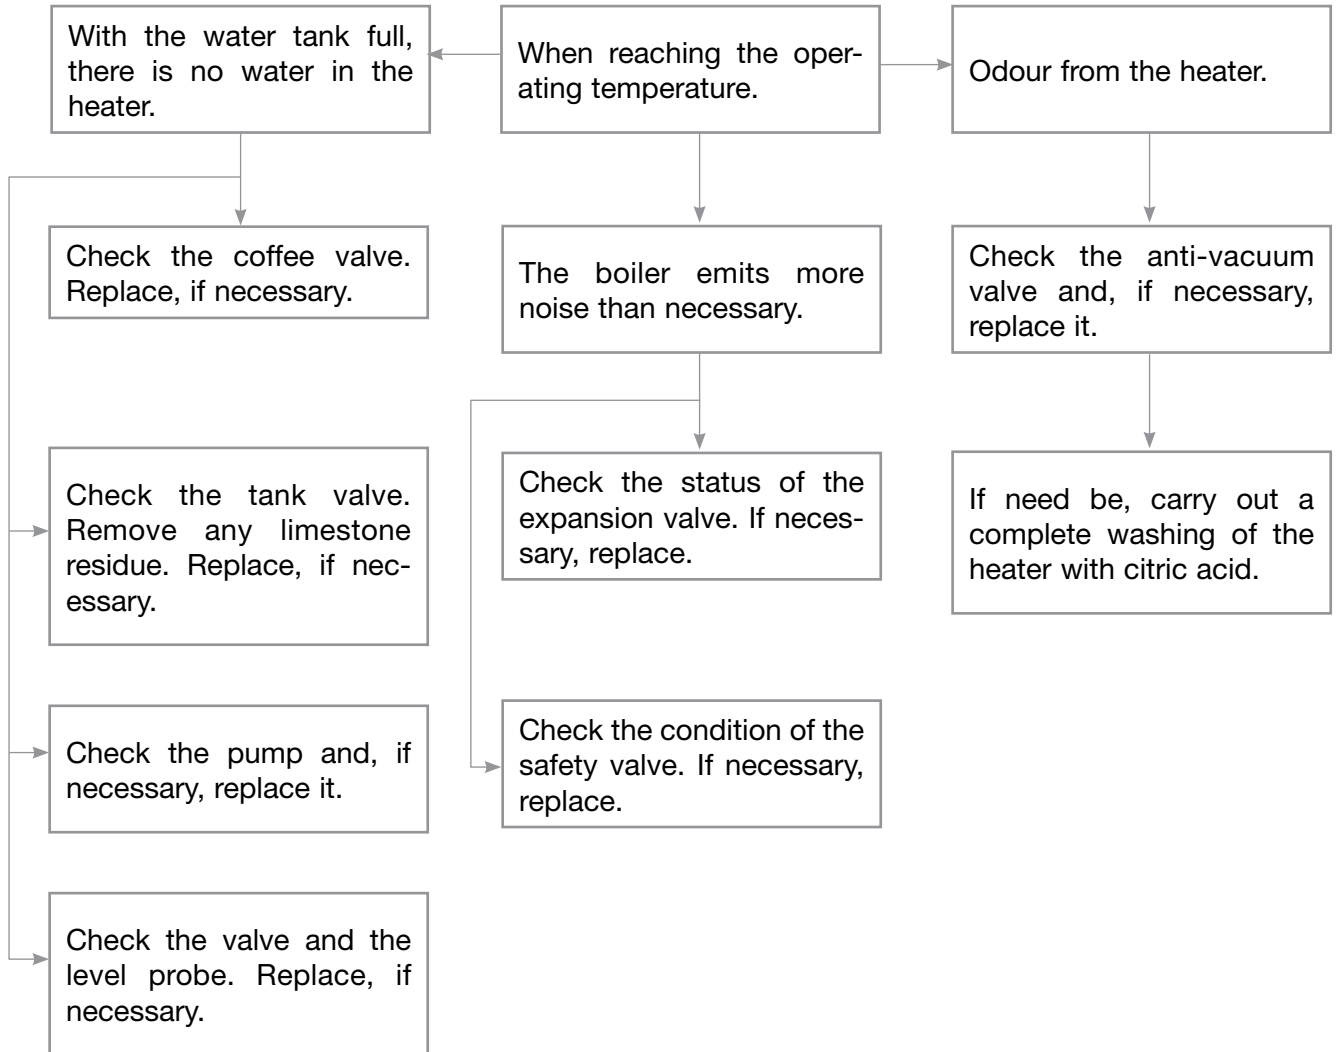 With the water tank full,
there is no water in the
heater.
When reaching the oper-
ating temperature.
Odour from the heater.
Check the coffee valve.
Replace, if necessary.
The boiler emits more
noise than necessary.
Check the anti-vacuum
valve and, if necessary,
replace it.
Check the tank valve.
Remove any limestone
residue. Replace, if nec-
essary.
Check the status of the
expansion valve. If neces-
sary, replace.
If need be, carry out a
complete washing of the
heater with citric acid.
Check the pump and, if
necessary, replace it.
Check the condition of the
safety valve. If necessary,
replace.
Check the valve and the
level probe. Replace, if
necessary.